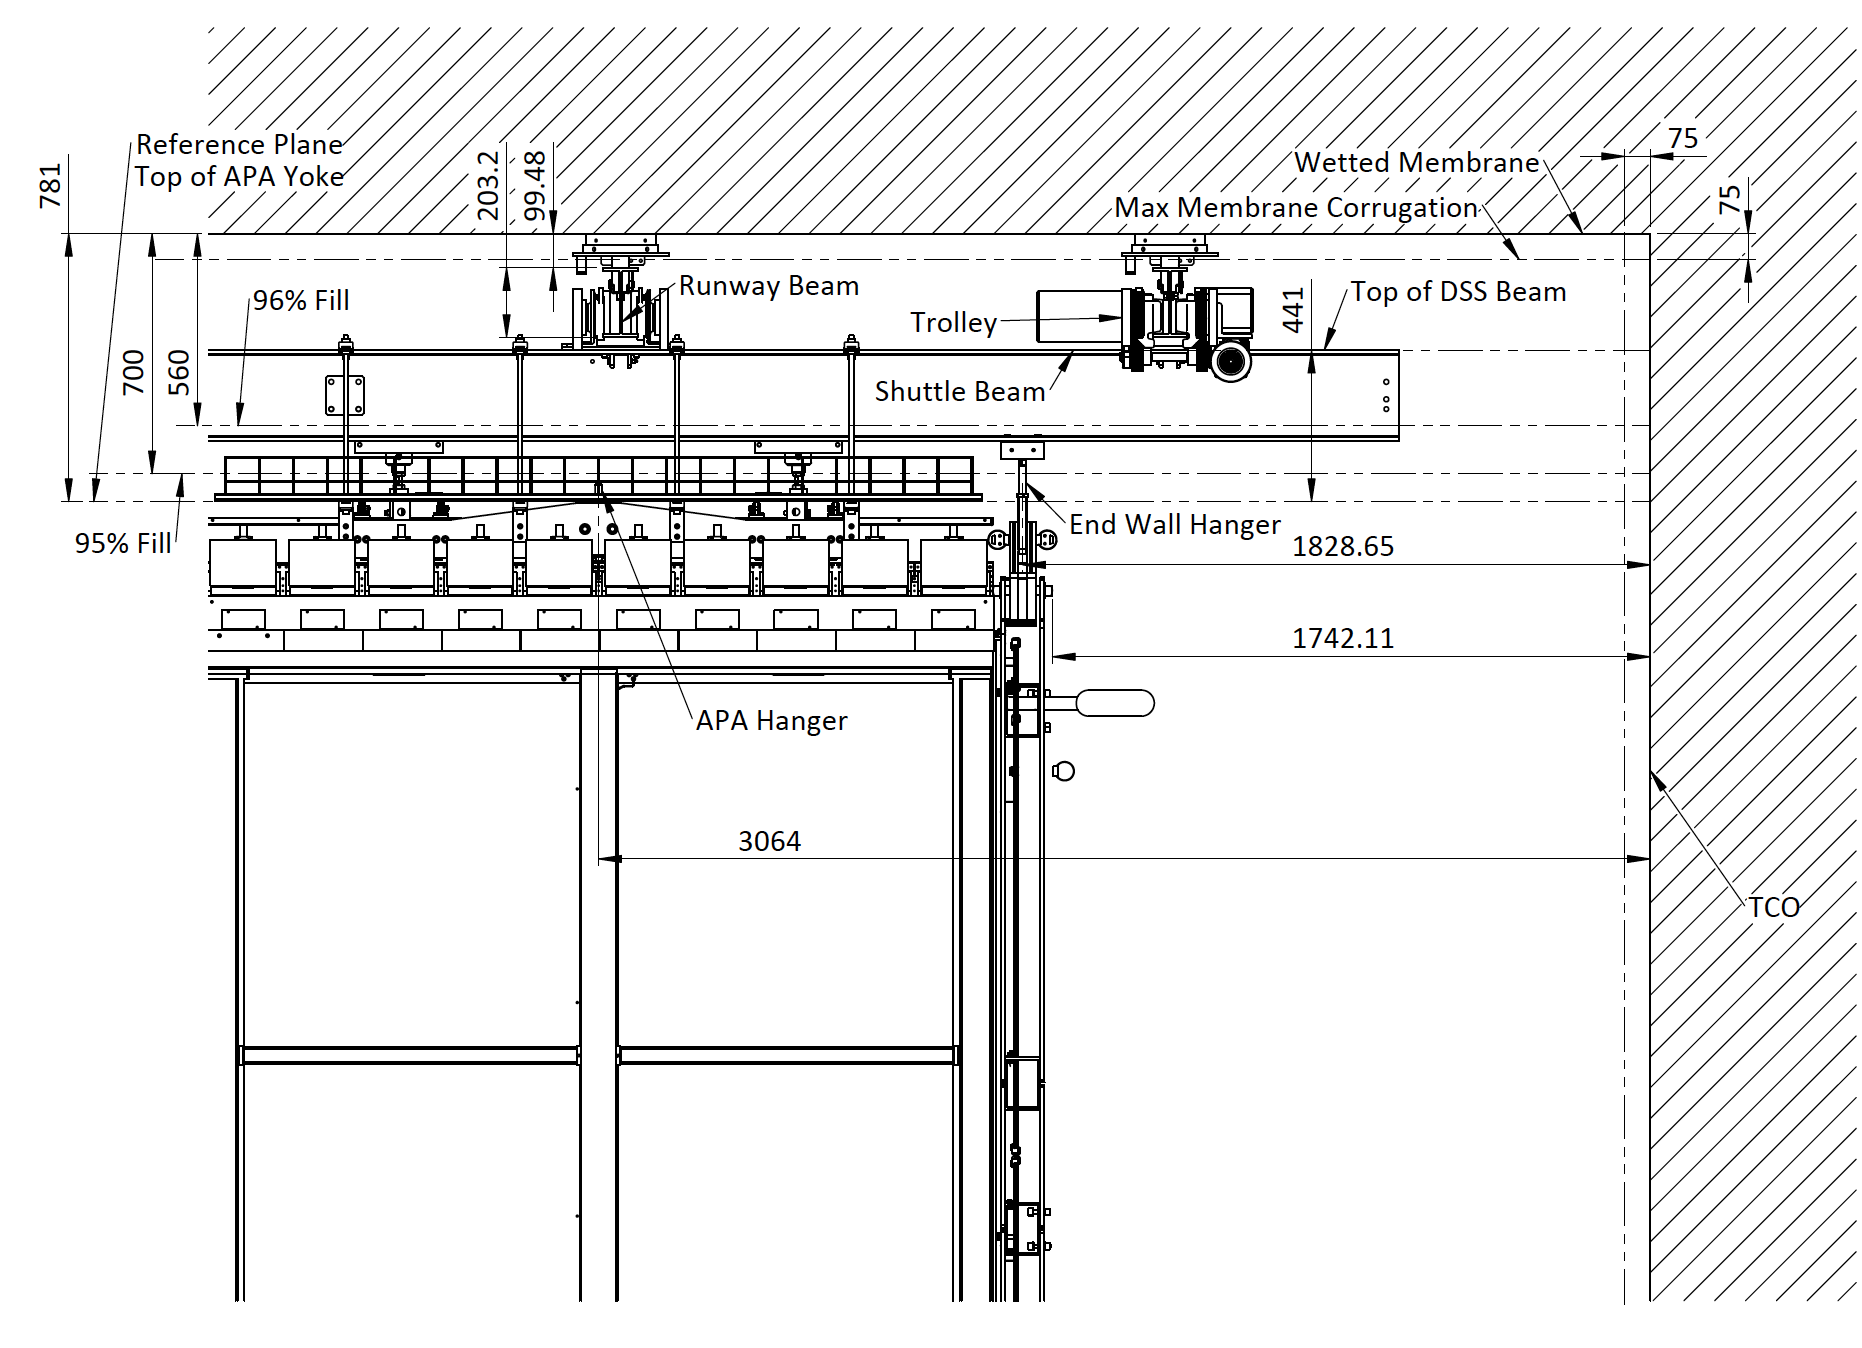 75
Reference Plane
Top of APA Yoke
Wetted Membrane
781
203.2
99.48
75
Max Membrane Corrugation
96% Fill
Runway Beam
Top of DSS Beam
441
Trolley
700
560
Shuttle Beam
End Wall Hanger
95% Fill
1828.65
1742.11
APA Hanger
3064
TCO